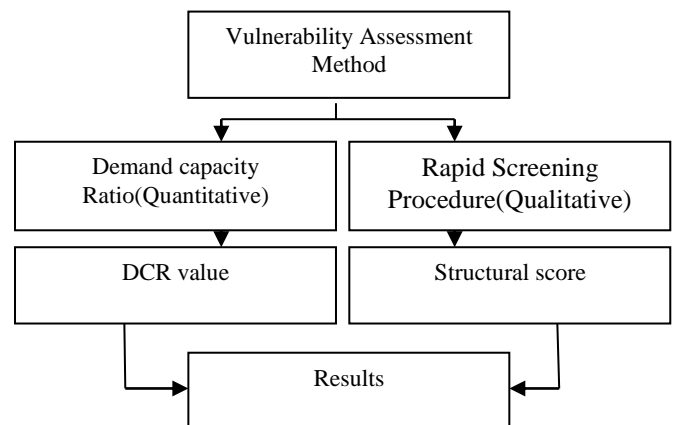 Vulnerability Assessment
Method
Demand capacity
Ratio(Quantitative)
Rapid Screening
Procedure(Qualitative)
DCR value
Structural score
Results